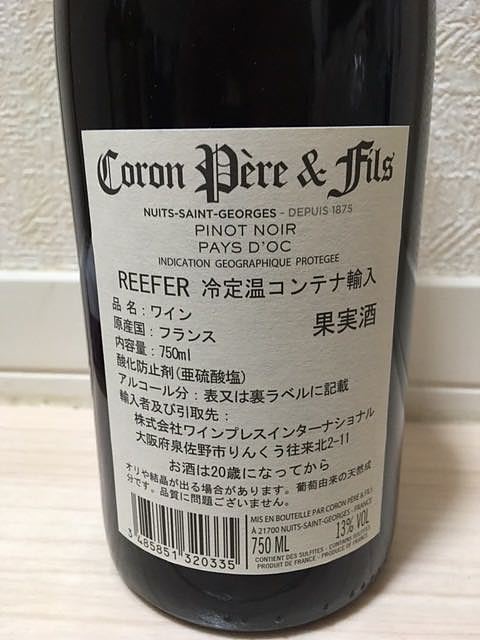 Coron Père & Fils
NUITS-SAINT-GEORGES - DEPUIS 1875
PINOT NOIR
PAYS D'OC
INDICATION GEOGRAPHIQUE PROTEGEE
REEFER 冷定温コンテナ輸入
品名:ワイン
原産国:フランス
果実酒
内容量:750ml
酸化防止剤(亜硫酸塩)
アルコール分:表又は裏ラベルに記載
輸入者及び引取先:
株式会社ワインプレスインターナショナル
大阪府泉佐野市りんくう往来北2-11
お酒は20歳になってから
オリや結晶が出る場合があります。葡萄由来の天然成
分です。品質に問題ございません。
MIS EN BOUTEILLE PAR CORON PÈRE & FILS
À 21700 NUITS-SAINT-GEORGES - FRANCE
750 ML 13% VOL
CONTIENT DES SULFITES - CONTAINS SULFITES
PRODUIT DE FRANCE - PRODUCE OF FRANCE
3 485851 320335